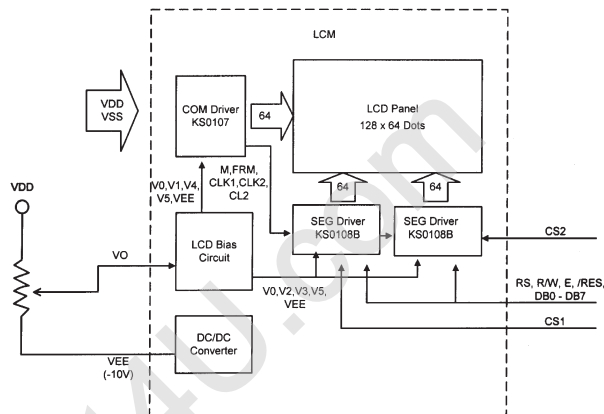 LCM
VDD
VSS
COM Driver
KS0107
64
LCD Panel
128 x 64 Dots
M,FRM,
CLK1,CLK2,
CL2
V0,V1,V4,
V5,VEE
64
64
VDD
SEG Driver
KS0108B
SEG Driver
KS0108B
CS2
VO
LCD Bias
Circuit
V0,V2,V3,V5,
VEE
RS, R/W, E, /RES,
DB0 - DB7
CS1
DC/DC
Converter
VEE
(-10V)
4U.com